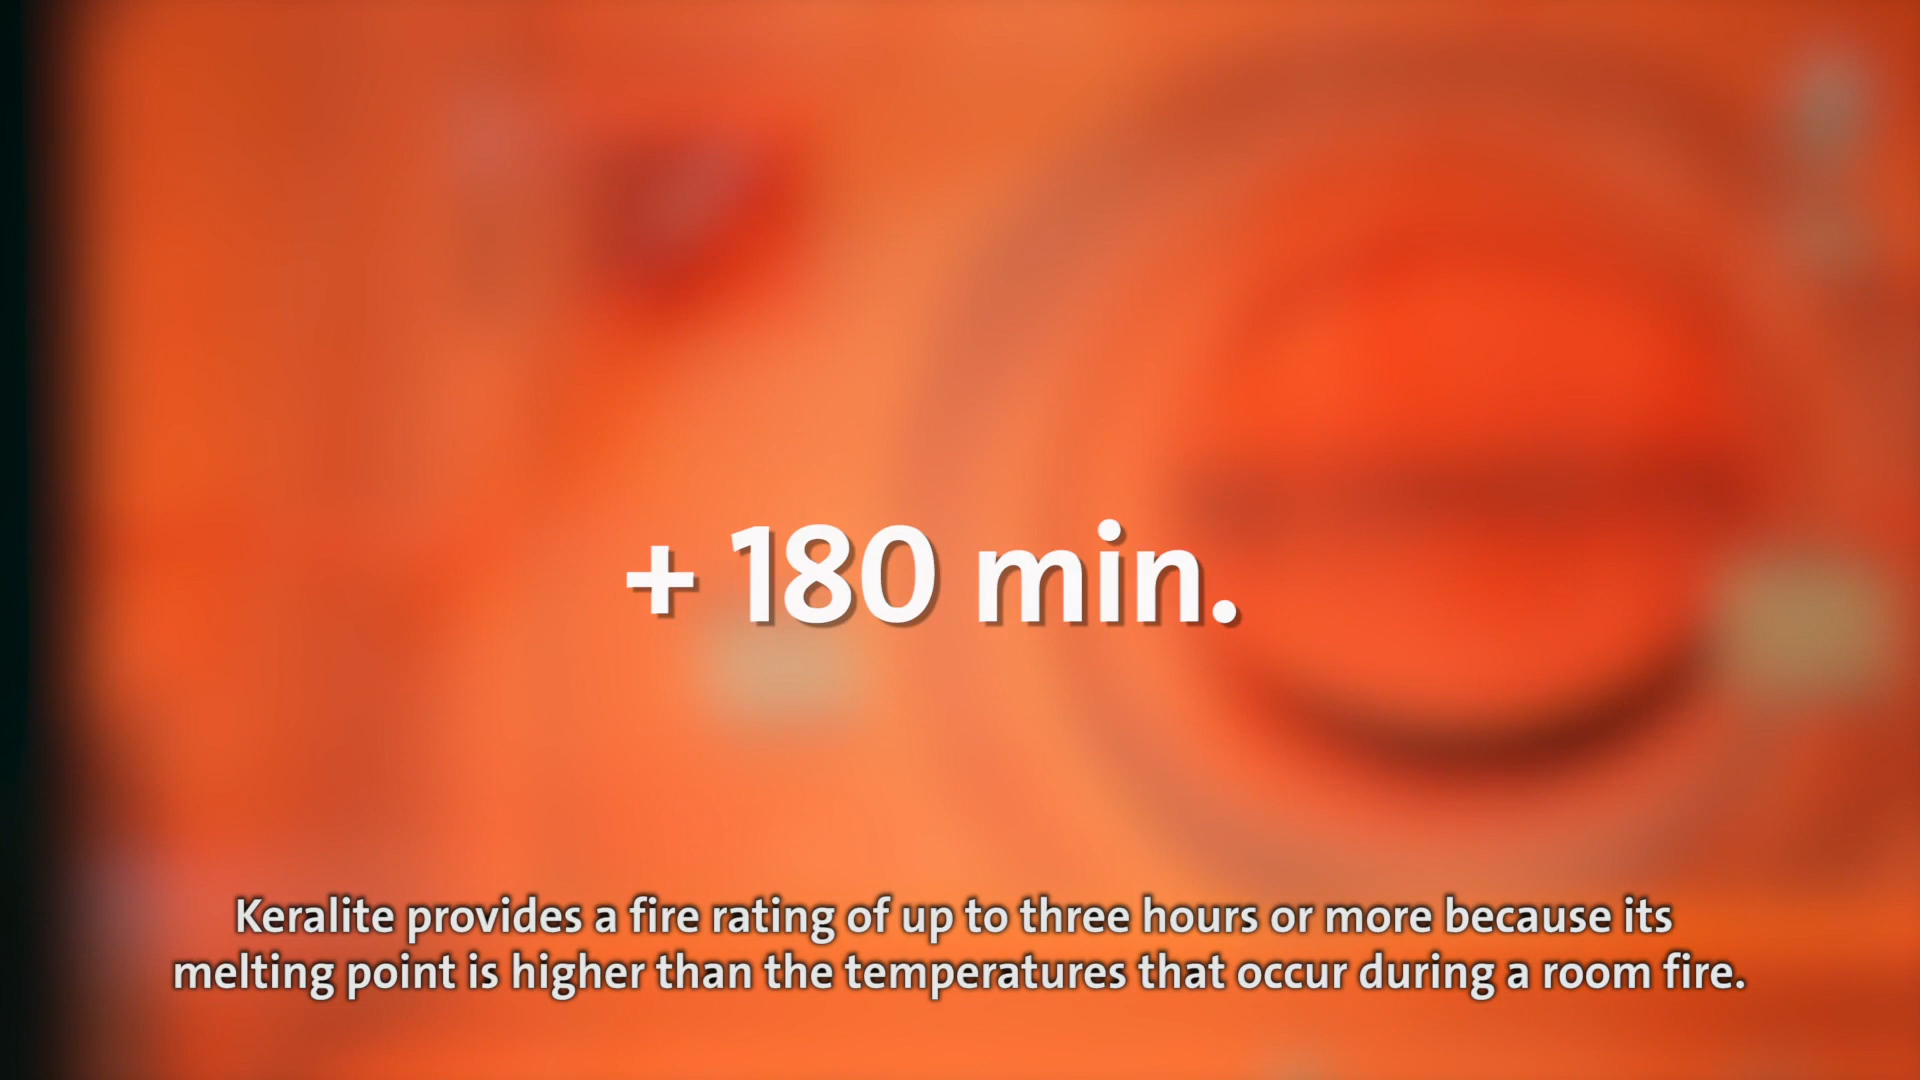 + 180 min.
Keralite provides a fire rating of up to three hours or more because its
melting point is higher than the temperatures that occur during a room fire.